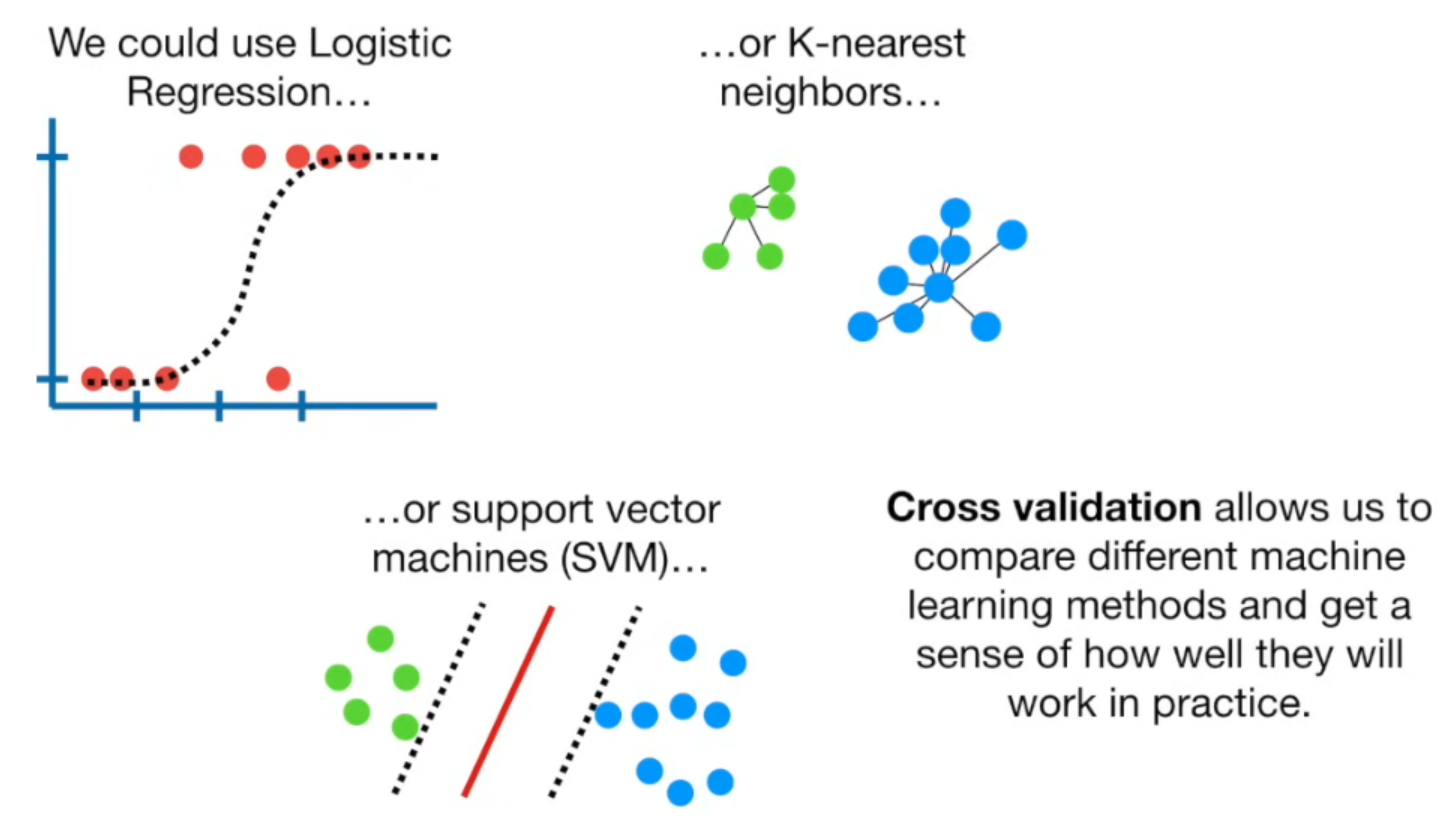 We could use Logistic
Regression…
…or K-nearest
neighbors…
…or support vector
machines (SVM)…
Cross validation allows us to
compare different machine
learning methods and get a
sense of how well they will
work in practice.